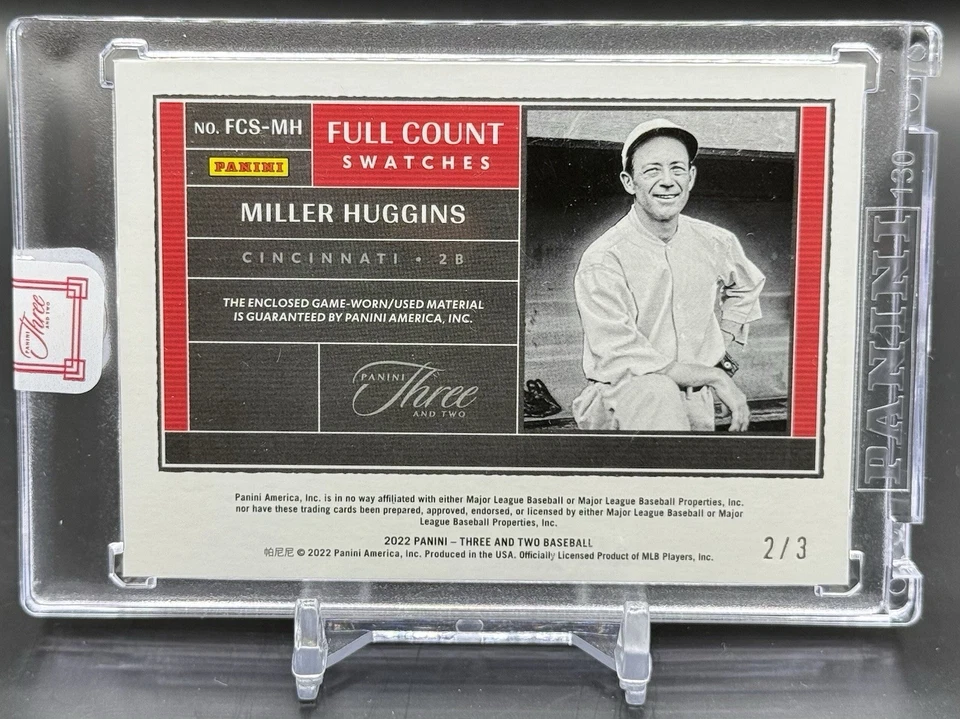 NO. FCS-MH
PANINI
FULL COUNT
SWATCHES
MILLER HUGGINS
CINCINNATI • 2B
THE ENCLOSED GAME-WORN/USED MATERIAL
IS GUARANTEED BY PANINI AMERICA, INC.
PANINI
Three
AND TWO
Panini America, Inc. is in no way affiliated with either Major League Baseball or Major League Baseball Properties, Inc.
nor have these trading cards been prepared, approved, endorsed, or licensed by either Major League Baseball or Major
League Baseball Properties, Inc.
2022 PANINI – THREE AND TWO BASEBALL
帕尼尼 © 2022 Panini America, Inc. Produced in the USA. Officially Licensed Product of MLB Players, Inc.
2/3
PANINI
Three
AND TWO
PANINI
130